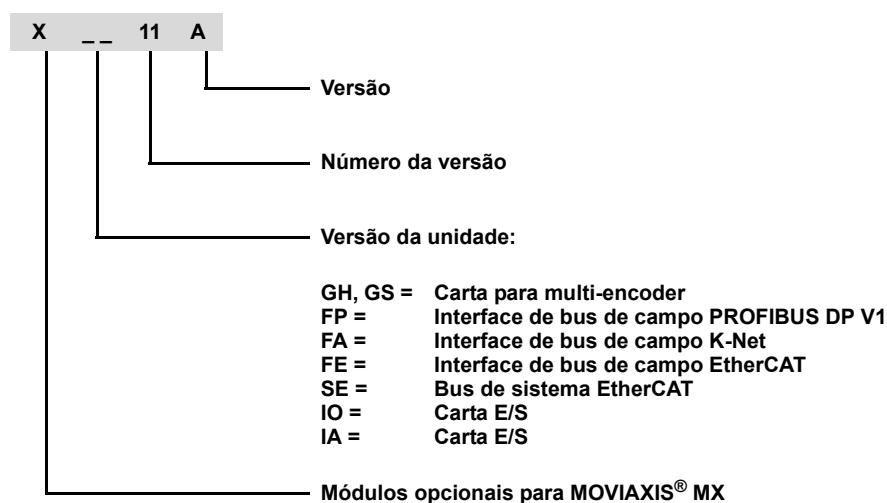 X _ _ 11 A
Versão
Número da versão
Versão da unidade:
GH, GS = Carta para multi-encoder
FP = Interface de bus de campo PROFIBUS DP V1
FA = Interface de bus de campo K-Net
FE = Interface de bus de campo EtherCAT
SE = Bus de sistema EtherCAT
IO = Carta E/S
IA = Carta E/S
Módulos opcionais para MOVIAXIS® MX